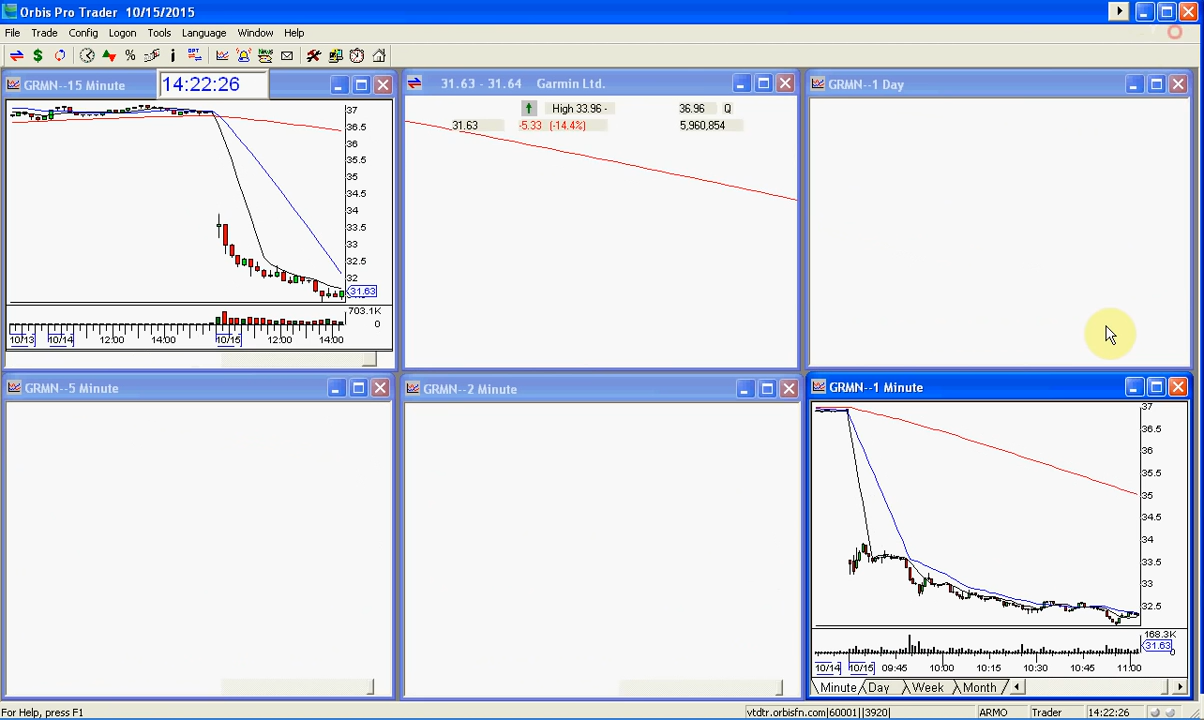 Orbis Pro Trader 10/15/2015
File Trade Config Logon Tools Language Window Help
GRMN--15 Minute
14:22:26
37
36.5
36
35.5
35
34.5
34
33.5
33
32.5
32
31.63
703.1K
0
10/13 10/14 12:00 14:00 10/15 12:00 14:00
31.63 - 31.64 Garmin Ltd.
High 33.96 - 36.96 Q
31.63 -5.33 (-14.4%) 5,960,854
GRMN--1 Day
GRMN--5 Minute
GRMN--2 Minute
GRMN--1 Minute
37
36.5
36
35.5
35
34.5
34
33.5
33
32.5
168.3K
31.63
0
10/14 10/15 09:45 10:00 10:15 10:30 10:45 11:00
Minute Day Week Month
For Help, press F1
vtdtr.orbisfn.com|60001||3920| ARMO Trader 14:22:26